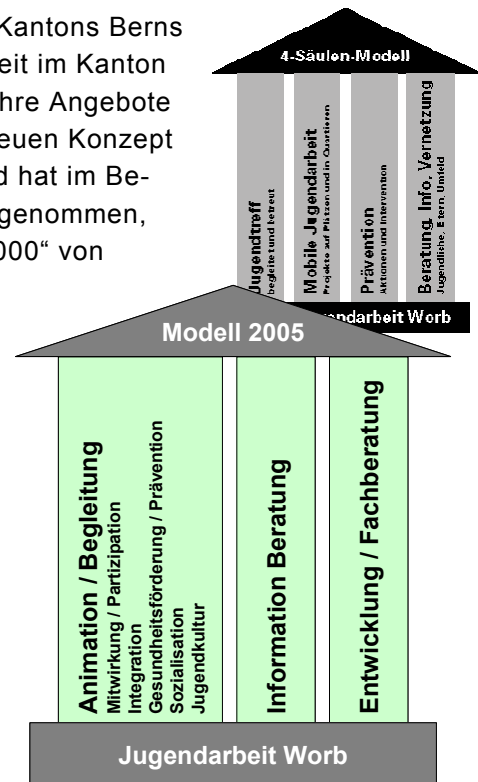 Kantons Berns
eit im Kanton
hre Angebote
euen Konzept
d hat im Be-
genommen,
000“ von
4-Säulen-Modell
Jugendtreff
begleitet und betreut
Mobile Jugendarbeit
Projekte auf Plätzen und in Quartieren
Prävention
Aktionen und Intervention
Beratung, Info, Vernetzung
Jugendliche, Eltern, Umfeld
ndarbeit Worb
Modell 2005
Animation / Begleitung
Mitwirkung / Partizipation
Integration
Gesundheitsförderung / Prävention
Sozialisation
Jugendkultur
Information Beratung
Entwicklung / Fachberatung
Jugendarbeit Worb